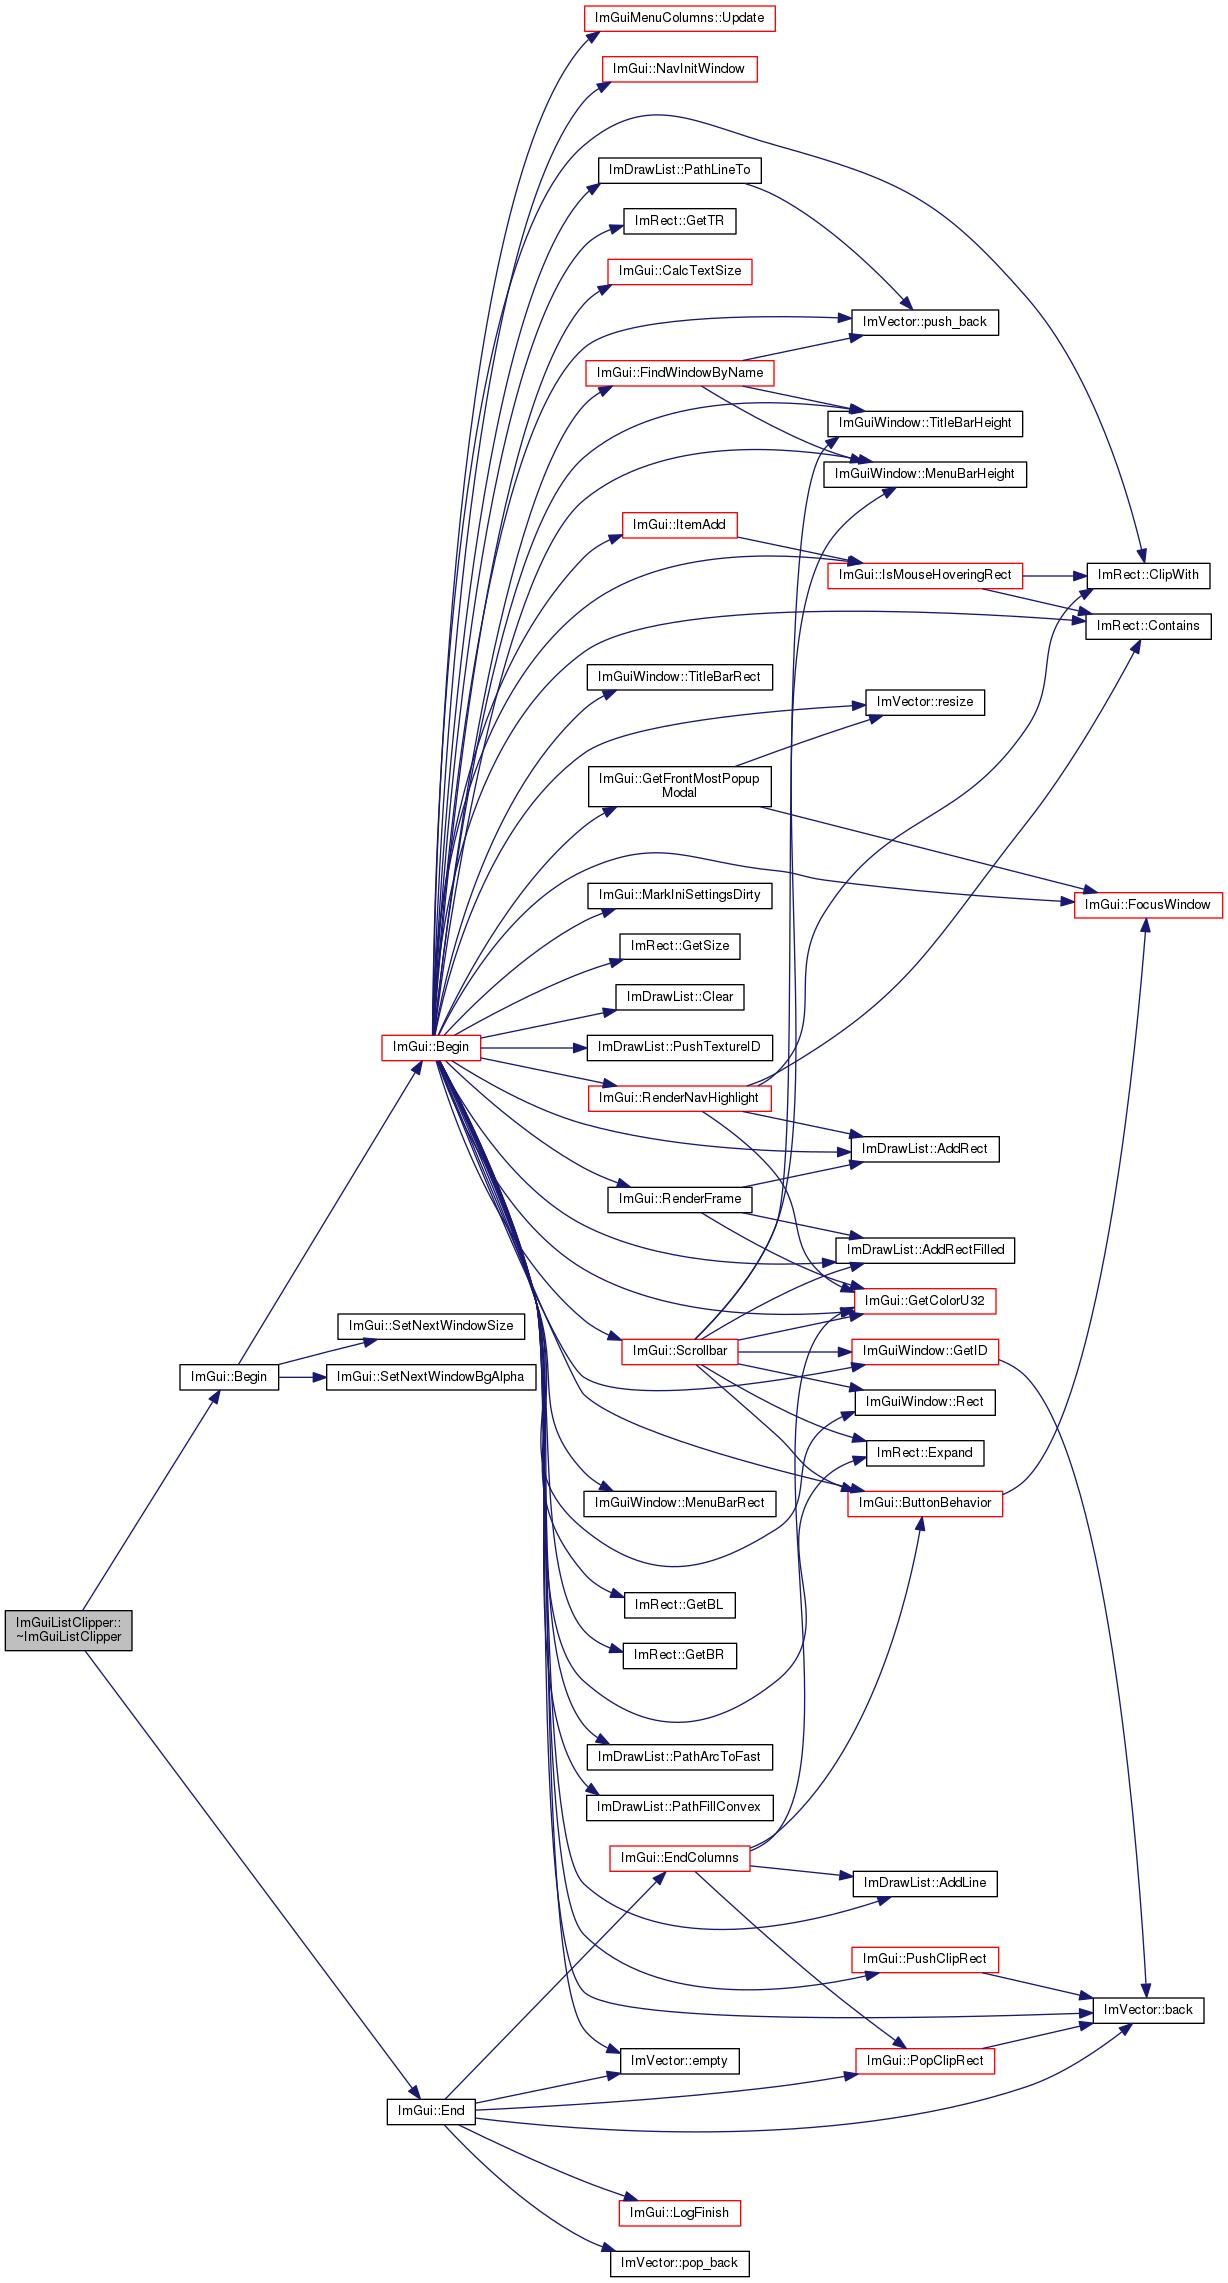 ImGuiMenuColumns::Update
ImGui::NavInitWindow
ImDrawList::PathLineTo
ImRect::GetTR
ImGui::CalcTextSize
ImVector::push_back
ImGui::FindWindowByName
ImGuiWindow::TitleBarHeight
ImGuiWindow::MenuBarHeight
ImGui::ItemAdd
ImGui::IsMouseHoveringRect
ImRect::ClipWith
ImRect::Contains
ImGuiWindow::TitleBarRect
ImVector::resize
ImGui::GetFrontMostPopup
Modal
ImGui::MarkIniSettingsDirty
ImGui::FocusWindow
ImRect::GetSize
ImDrawList::Clear
ImGui::Begin
ImDrawList::PushTextureID
ImGui::RenderNavHighlight
ImDrawList::AddRect
ImGui::RenderFrame
ImDrawList::AddRectFilled
ImGui::GetColorU32
ImGui::SetNextWindowSize
ImGui::Scrollbar
ImGuiWindow::GetID
ImGui::Begin
ImGui::SetNextWindowBgAlpha
ImGuiWindow::Rect
ImRect::Expand
ImGuiWindow::MenuBarRect
ImGui::ButtonBehavior
ImRect::GetBL
ImGuiListClipper::
~ImGuiListClipper
ImRect::GetBR
ImDrawList::PathArcToFast
ImDrawList::PathFillConvex
ImGui::EndColumns
ImDrawList::AddLine
ImGui::PushClipRect
ImVector::back
ImVector::empty
ImGui::PopClipRect
ImGui::End
ImGui::LogFinish
ImVector::pop_back